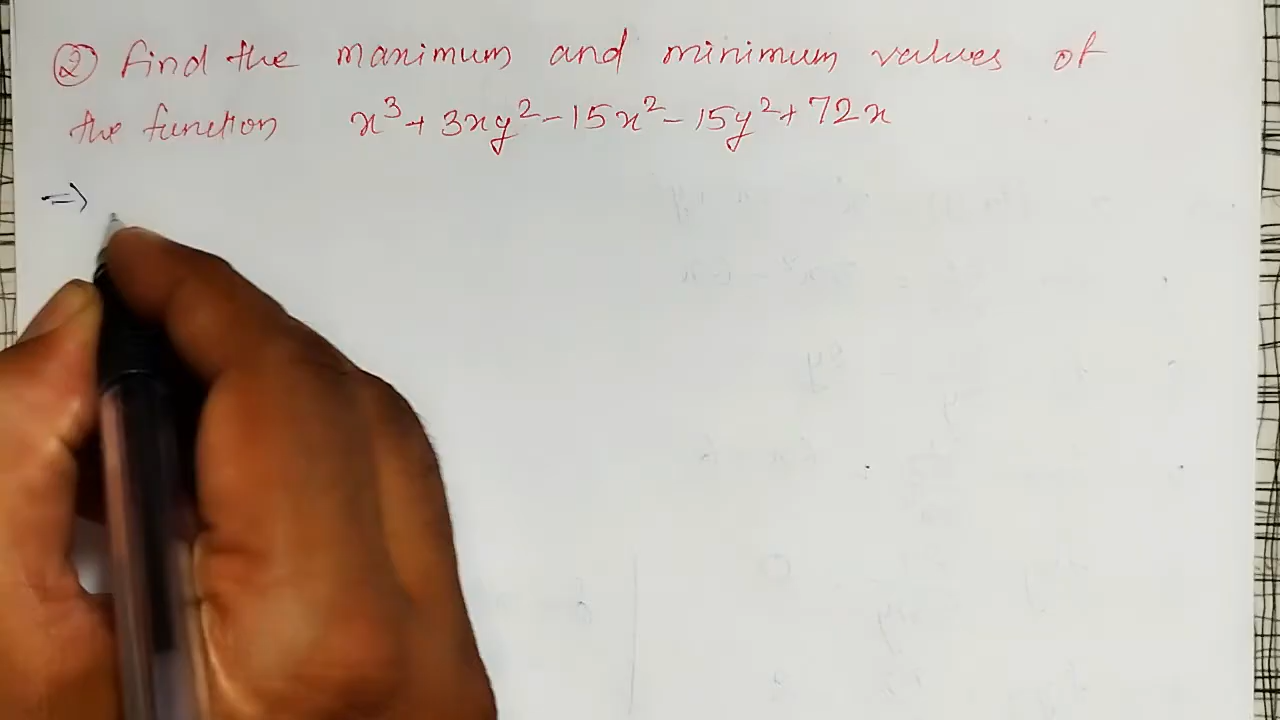 ② Find the maximum and minimum values of
the function x³ + 3xy² - 15x² - 15y² + 72x
⇒